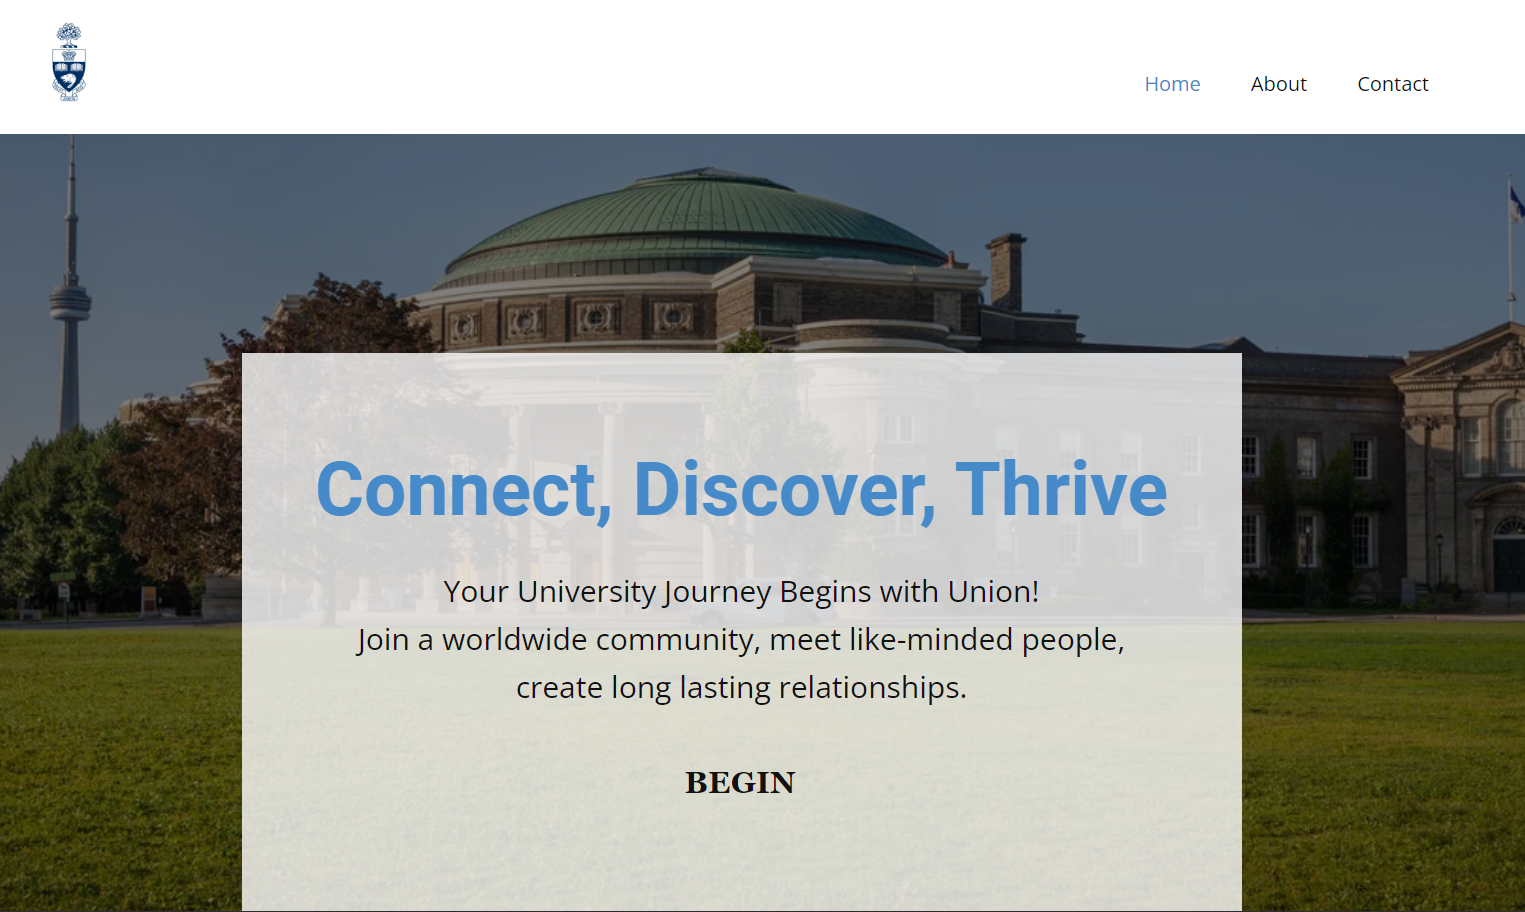 Home About Contact
Connect, Discover, Thrive
Your University Journey Begins with Union!
Join a worldwide community, meet like-minded people,
create long lasting relationships.
BEGIN